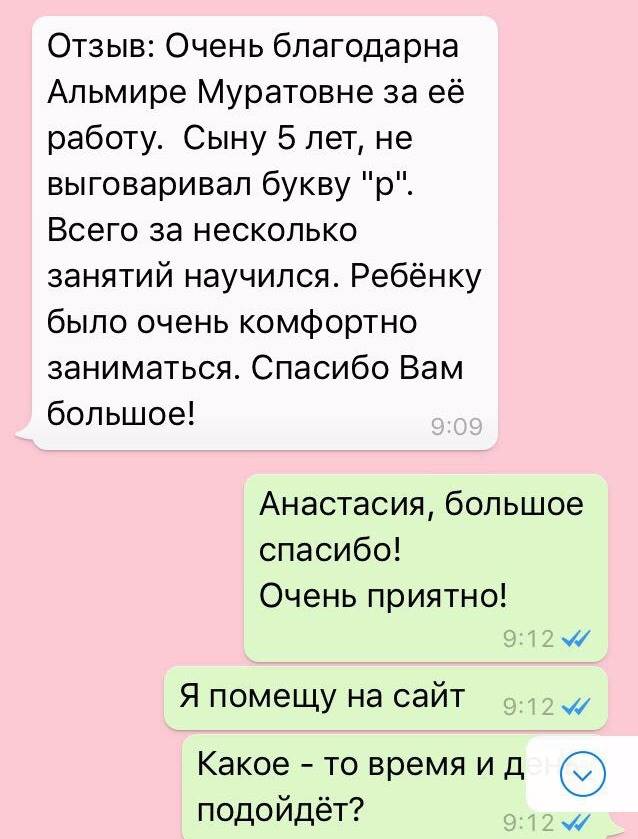 Отзыв: Очень благодарна
Альмире Муратовне за её
работу.  Сыну 5 лет, не
выговаривал букву "р".
Всего за несколько
занятий научился. Ребёнку
было очень комфортно
заниматься. Спасибо Вам
большое!
9:09
Анастасия, большое
спасибо!
Очень приятно!
9:12
Я помещу на сайт
9:12
Какое - то время и день
подойдёт?
9:12